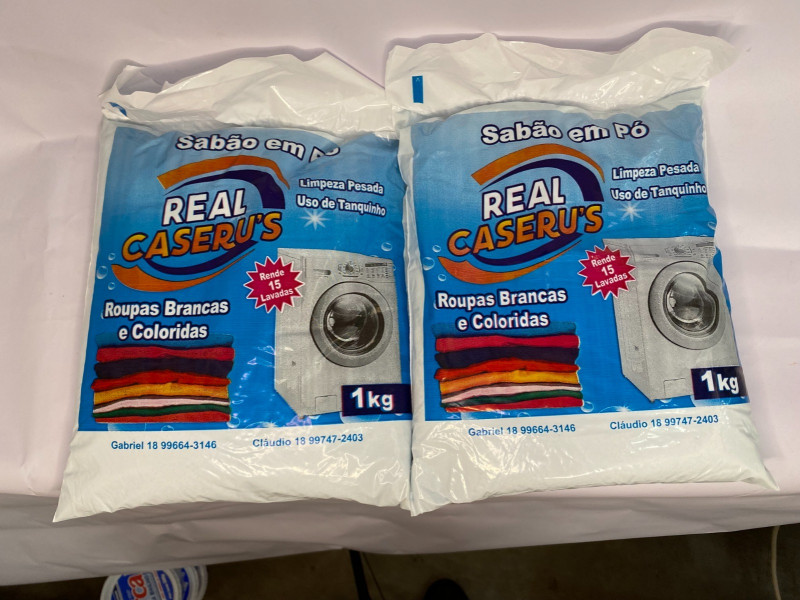 Sabão em Pó
REAL
CASERU'S
Limpeza Pesada
Uso de Tanquinho
Rende
15
Lavadas
Roupas Brancas
e Coloridas
1kg
Gabriel 18 99664-3146
Cláudio 18 99747-2403
Sabão em Pó
REAL
CASERU'S
Limpeza Pesada
Uso de Tanquinho
Rende
15
Lavadas
Roupas Brancas
e Coloridas
1kg
Gabriel 18 99664-3146
Cláudio 18 99747-2403